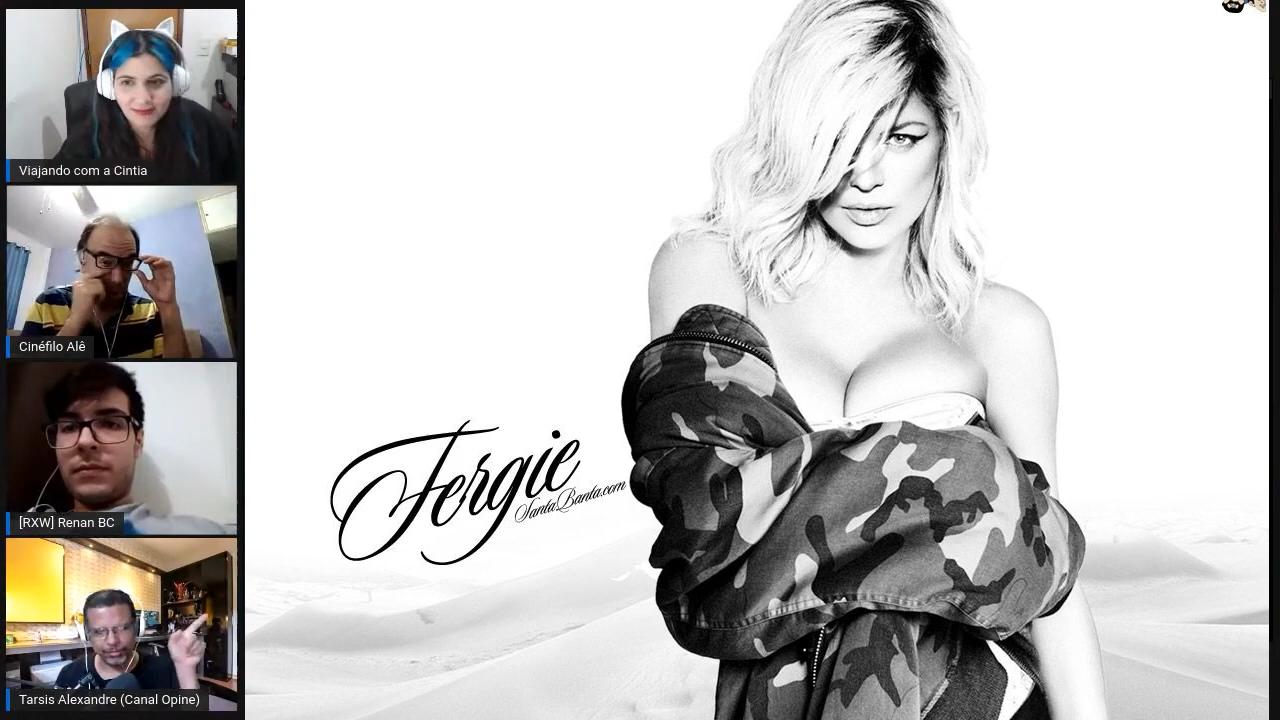 Viajando com a Cintia
Cinéfilo Alê
[RXW] Renan BC
Tarsis Alexandre (Canal Opine)
Fergie
SantaBanta.com